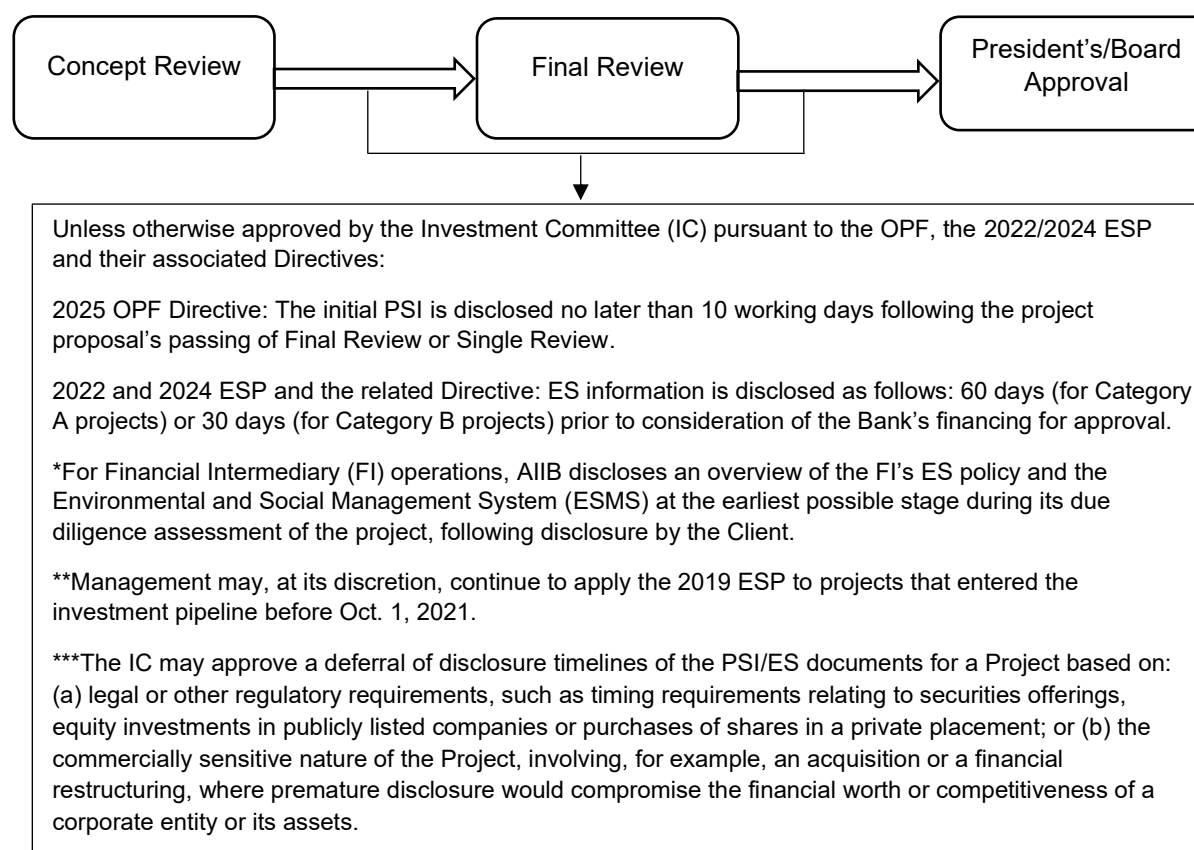 Concept Review
Final Review
President's/Board
Approval
Unless otherwise approved by the Investment Committee (IC) pursuant to the OPF, the 2022/2024 ESP
and their associated Directives:
2025 OPF Directive: The initial PSI is disclosed no later than 10 working days following the project
proposal's passing of Final Review or Single Review.
2022 and 2024 ESP and the related Directive: ES information is disclosed as follows: 60 days (for Category
A projects) or 30 days (for Category B projects) prior to consideration of the Bank's financing for approval.
*For Financial Intermediary (FI) operations, AIIB discloses an overview of the FI's ES policy and the
Environmental and Social Management System (ESMS) at the earliest possible stage during its due
diligence assessment of the project, following disclosure by the Client.
**Management may, at its discretion, continue to apply the 2019 ESP to projects that entered the
investment pipeline before Oct. 1, 2021.
***The IC may approve a deferral of disclosure timelines of the PSI/ES documents for a Project based on:
(a) legal or other regulatory requirements, such as timing requirements relating to securities offerings,
equity investments in publicly listed companies or purchases of shares in a private placement; or (b) the
commercially sensitive nature of the Project, involving, for example, an acquisition or a financial
restructuring, where premature disclosure would compromise the financial worth or competitiveness of a
corporate entity or its assets.